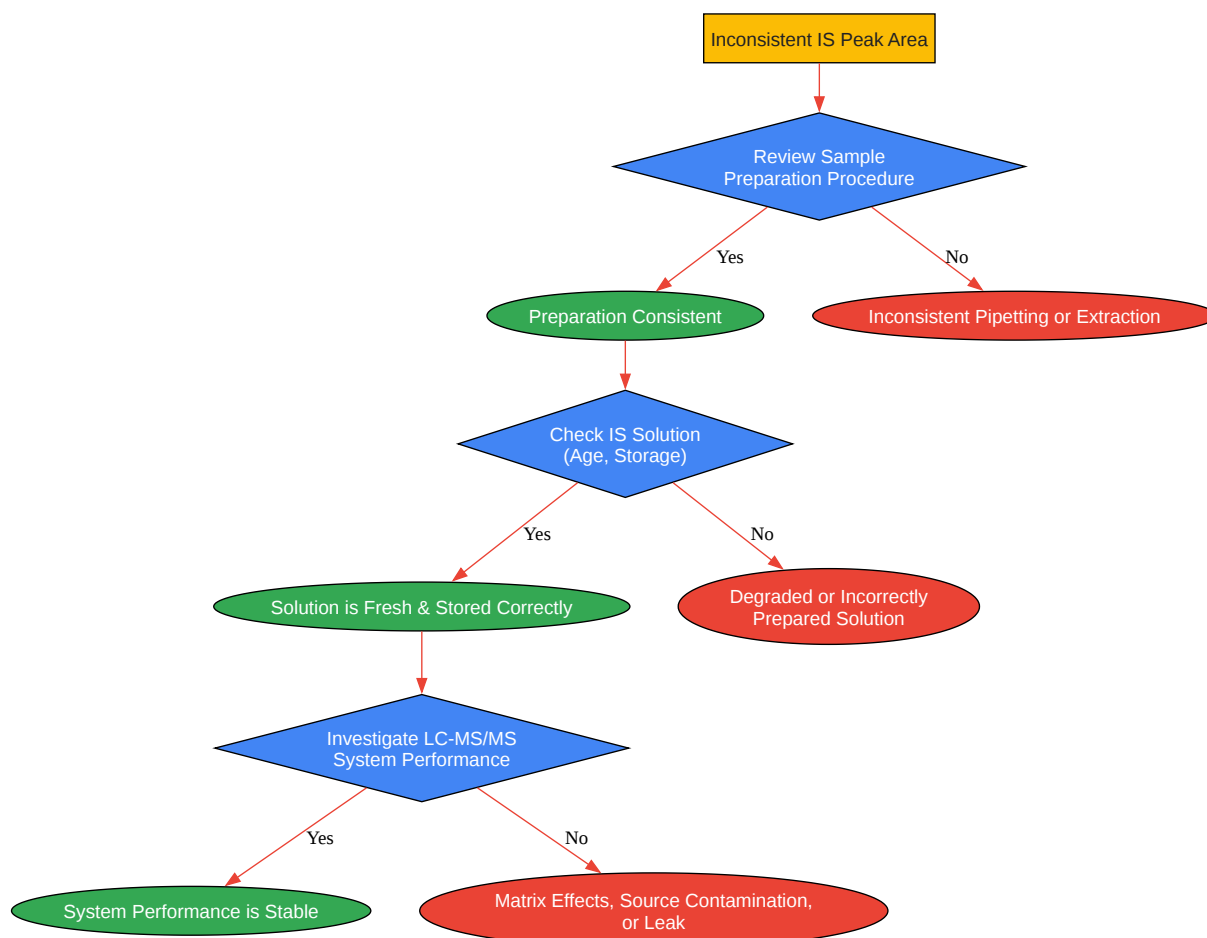 Inconsistent IS Peak Area
Review Sample
Preparation Procedure
Yes
No
Preparation Consistent
Inconsistent Pipetting or Extraction
Check IS Solution
(Age, Storage)
Yes
No
Solution is Fresh & Stored Correctly
Degraded or Incorrectly
Prepared Solution
Investigate LC-MS/MS
System Performance
Yes
No
System Performance is Stable
Matrix Effects, Source Contamination,
or Leak